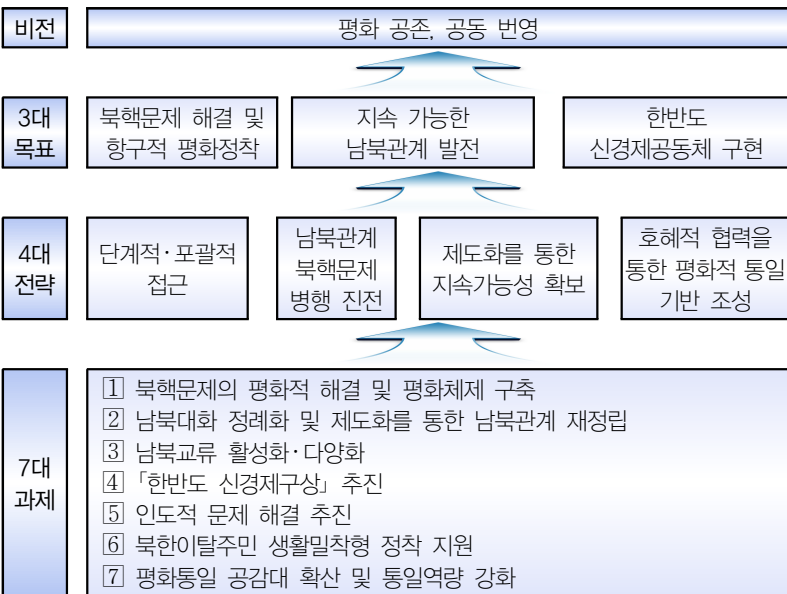 비전
평화 공존, 공동 번영
3대
목표
북핵문제 해결 및
항구적 평화정착
지속 가능한
남북관계 발전
한반도
신경제공동체 구현
4대
전략
단계적·포괄적
접근
남북관계
북핵문제
병행 진전
제도화를 통한
지속가능성 확보
호혜적 협력을
통한 평화적 통일
기반 조성
7대
과제
1 북핵문제의 평화적 해결 및 평화체제 구축
2 남북대화 정례화 및 제도화를 통한 남북관계 재정립
3 남북교류 활성화·다양화
4 「한반도 신경제구상」 추진
5 인도적 문제 해결 추진
6 북한이탈주민 생활밀착형 정착 지원
7 평화통일 공감대 확산 및 통일역량 강화